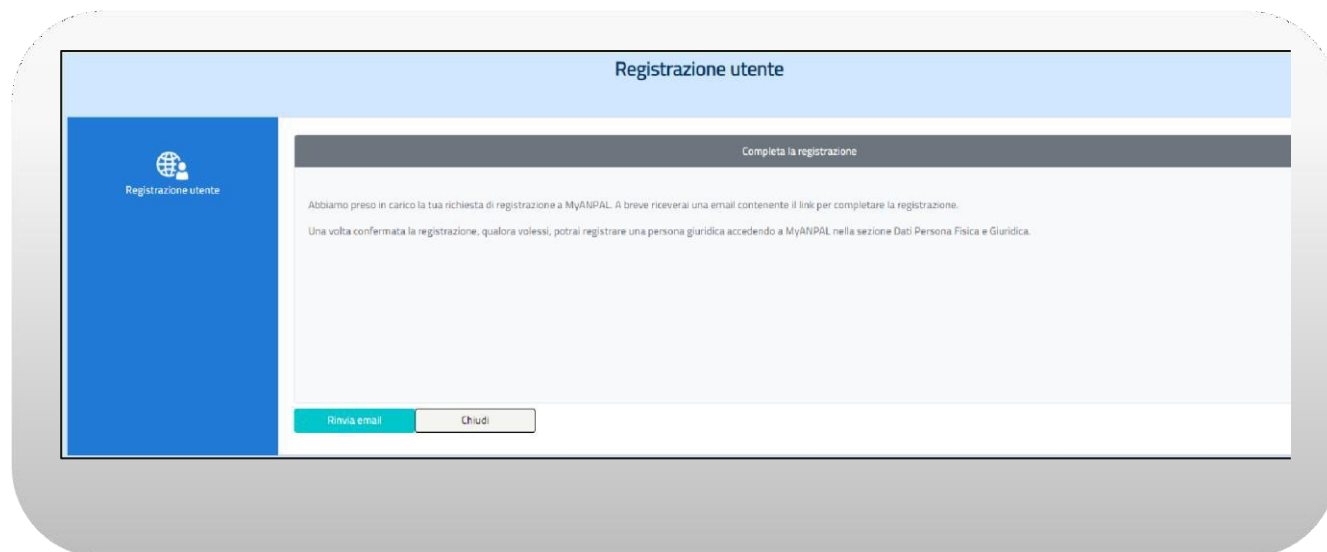 Registrazione utente
Registrazione utente
Completa la registrazione
Abbiamo preso in carico la tua richiesta di registrazione a MyANPAL. A breve riceverai una email contenente il link per completare la registrazione.
Una volta confermata la registrazione, qualora volessi, potrai registrare una persona giuridica accedendo a MyANPAL nella sezione Dati Persona Fisica e Giuridica.
Rinvia email
Chiudi